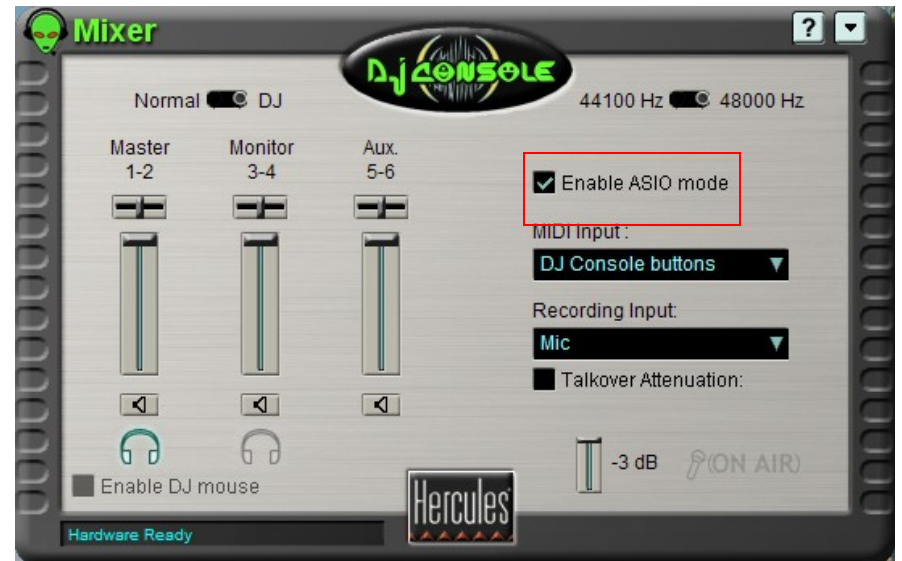 Mixer
?
Dj CONSOLE
Normal DJ
44100 Hz 48000 Hz
Master Monitor Aux.
1-2 3-4 5-6
Enable ASIO mode
MIDI Input :
DJ Console buttons
Recording Input:
Mic
Talkover Attenuation:
-3 dB (ON AIR)
Enable DJ mouse
Hercules
Hardware Ready